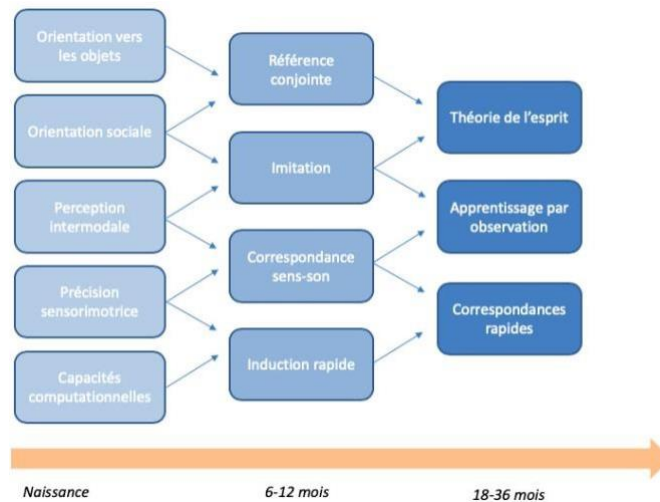 Orientation vers
les objets
Orientation sociale
Perception
intermodale
Précision
sensorimotrice
Capacités
computationnelles
Référence
conjointe
Imitation
Correspondance
sens-son
Induction rapide
Théorie de l'esprit
Apprentissage par
observation
Correspondances
rapides
Naissance
6-12 mois
18-36 mois